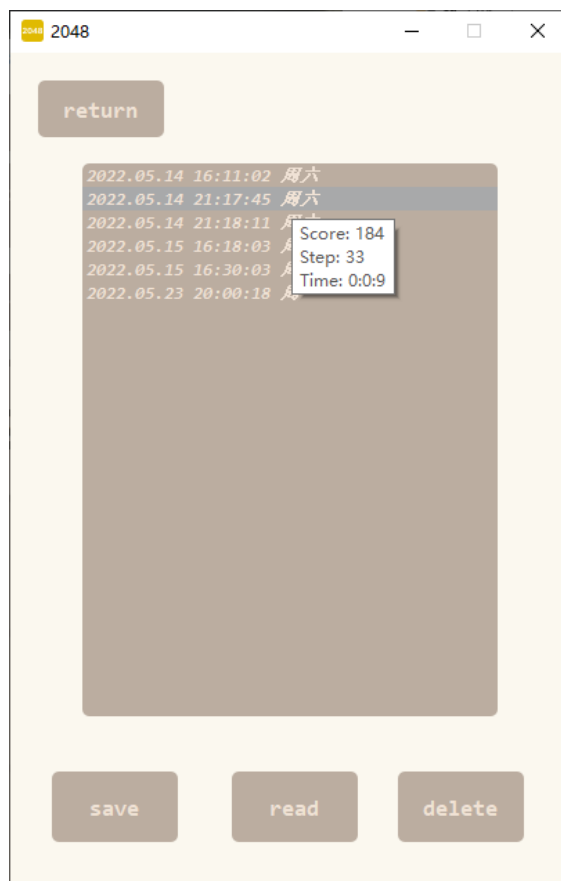 2048
2048
return
2022.05.14 16:11:02 周六
2022.05.14 21:17:45 周六
2022.05.14 21:18:11
2022.05.15 16:18:03
2022.05.15 16:30:03
2022.05.23 20:00:18 周
Score: 184
Step: 33
Time: 0:0:9
save
read
delete